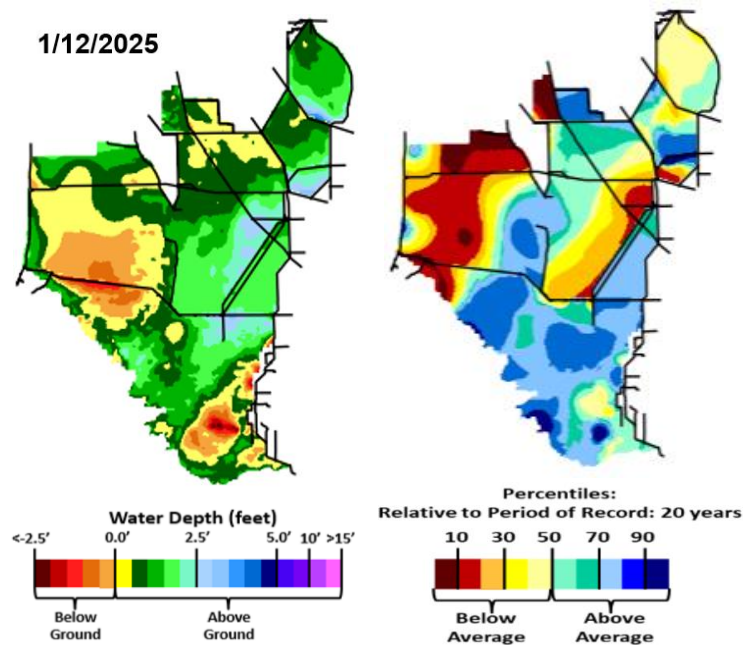 1/12/2025
Water Depth (feet)
<-2.5' 0.0' 2.5' 5.0' 10' >15'
Below
Ground
Above
Ground
Percentiles:
Relative to Period of Record: 20 years
10 30 50 70 90
Below
Average
Above
Average